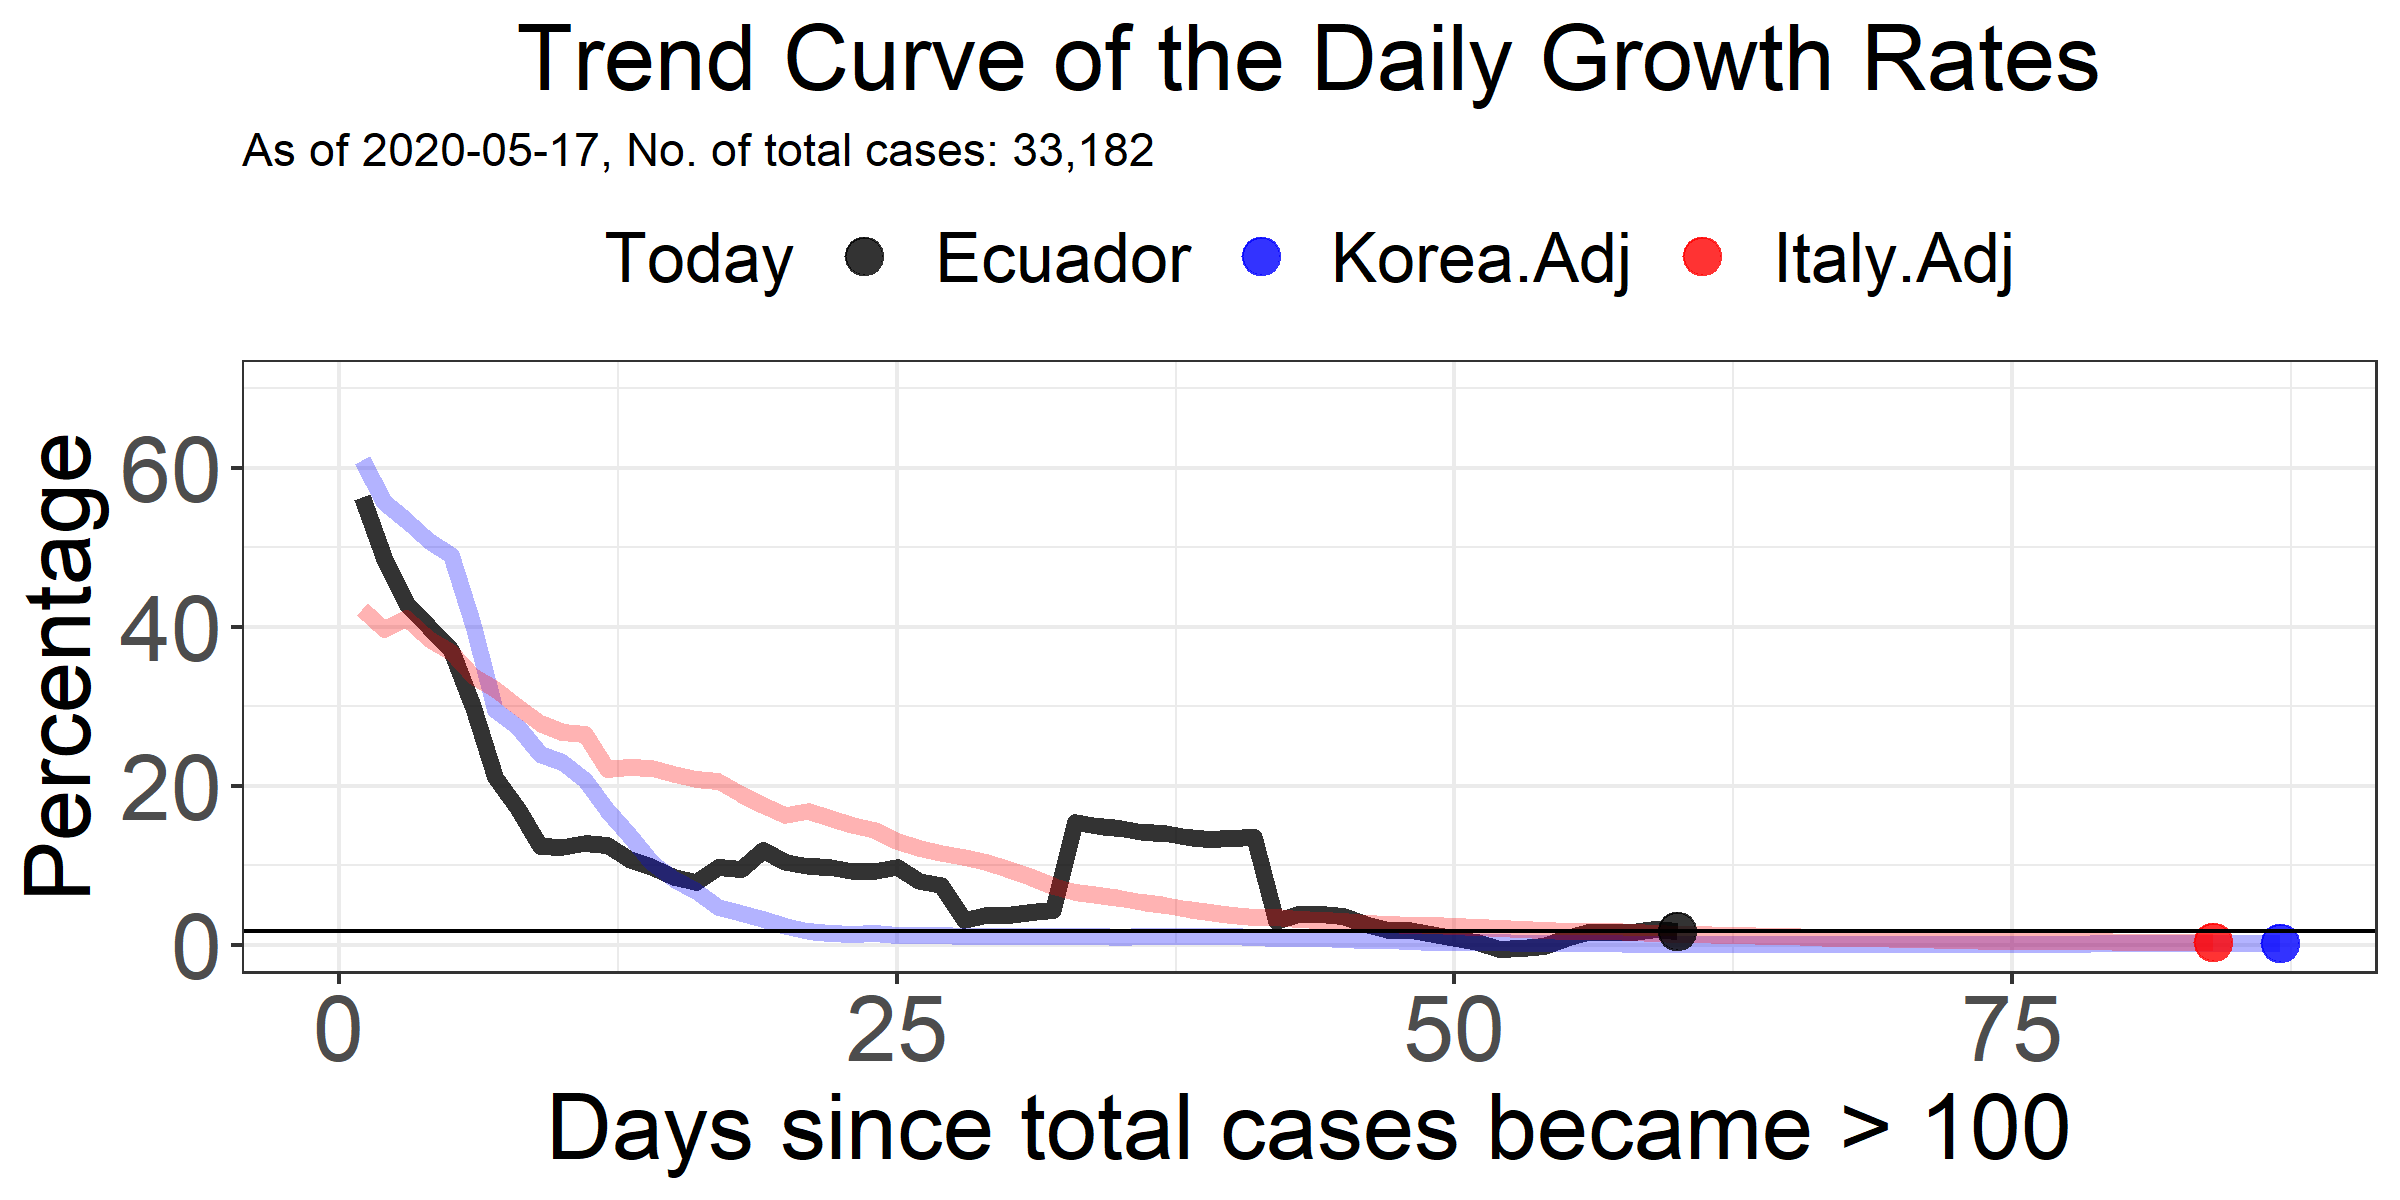 Trend Curve of the Daily Growth Rates
As of 2020-05-17, No. of total cases: 33,182
Today Ecuador Korea.Adj Italy.Adj
Percentage
60
40
20
0
0 25 50 75
Days since total cases became > 100